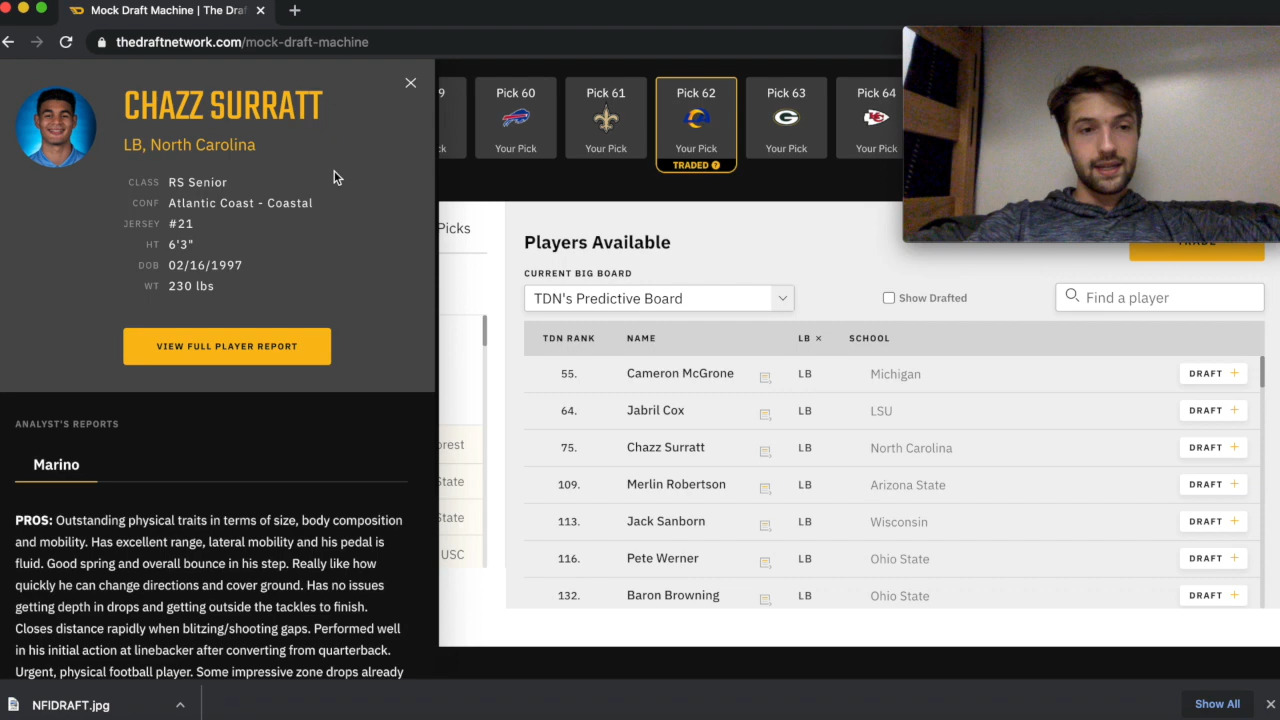 Mock Draft Machine | The Dra
thedraftnetwork.com/mock-draft-machine
CHAZZ SURRATT
LB, North Carolina
CLASS RS Senior
CONF Atlantic Coast - Coastal
JERSEY #21
HT 6'3"
DOB 02/16/1997
WT 230 lbs
VIEW FULL PLAYER REPORT
ANALYST'S REPORTS
Marino
PROS: Outstanding physical traits in terms of size, body composition
and mobility. Has excellent range, lateral mobility and his pedal is
fluid. Good spring and overall bounce in his step. Really like how
quickly he can change directions and cover ground. Has no issues
getting depth in drops and getting outside the tackles to finish.
Closes distance rapidly when blitzing/shooting gaps. Performed well
in his initial action at linebacker after converting from quarterback.
Urgent, physical football player. Some impressive zone drops already
9
ck
Pick 60
Your Pick
Pick 61
Your Pick
Pick 62
Your Pick
TRADED ?
Pick 63
Your Pick
Pick 64
Your Pick
Picks
orest
State
State
USC
Players Available
TRADE
CURRENT BIG BOARD
TDN's Predictive Board
Show Drafted
Find a player
TDN RANK NAME LB × SCHOOL
55. Cameron McGrone LB Michigan DRAFT +
64. Jabril Cox LB LSU DRAFT +
75. Chazz Surratt LB North Carolina DRAFT +
109. Merlin Robertson LB Arizona State DRAFT +
113. Jack Sanborn LB Wisconsin DRAFT +
116. Pete Werner LB Ohio State DRAFT +
132. Baron Browning LB Ohio State DRAFT +
NFIDRAFT.jpg
Show All